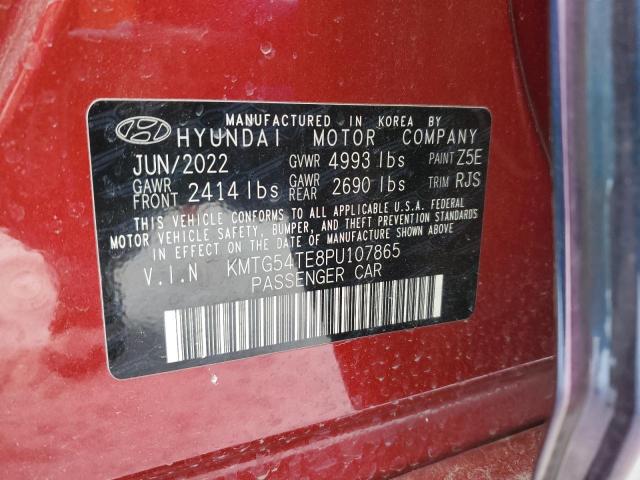 MANUFACTURED IN KOREA BY
HYUNDAI MOTOR COMPANY
JUN/2022 GVWR 4993 lbs PAINT Z5E
GAWR FRONT 2414 lbs GAWR REAR 2690 lbs TRIM RJS
THIS VEHICLE CONFORMS TO ALL APPLICABLE U.S.A. FEDERAL
MOTOR VEHICLE SAFETY, BUMPER, AND THEFT PREVENTION STANDARDS
IN EFFECT ON THE DATE OF MANUFACTURE SHOWN ABOVE
V.I.N KMTG54TE8PU107865
PASSENGER CAR